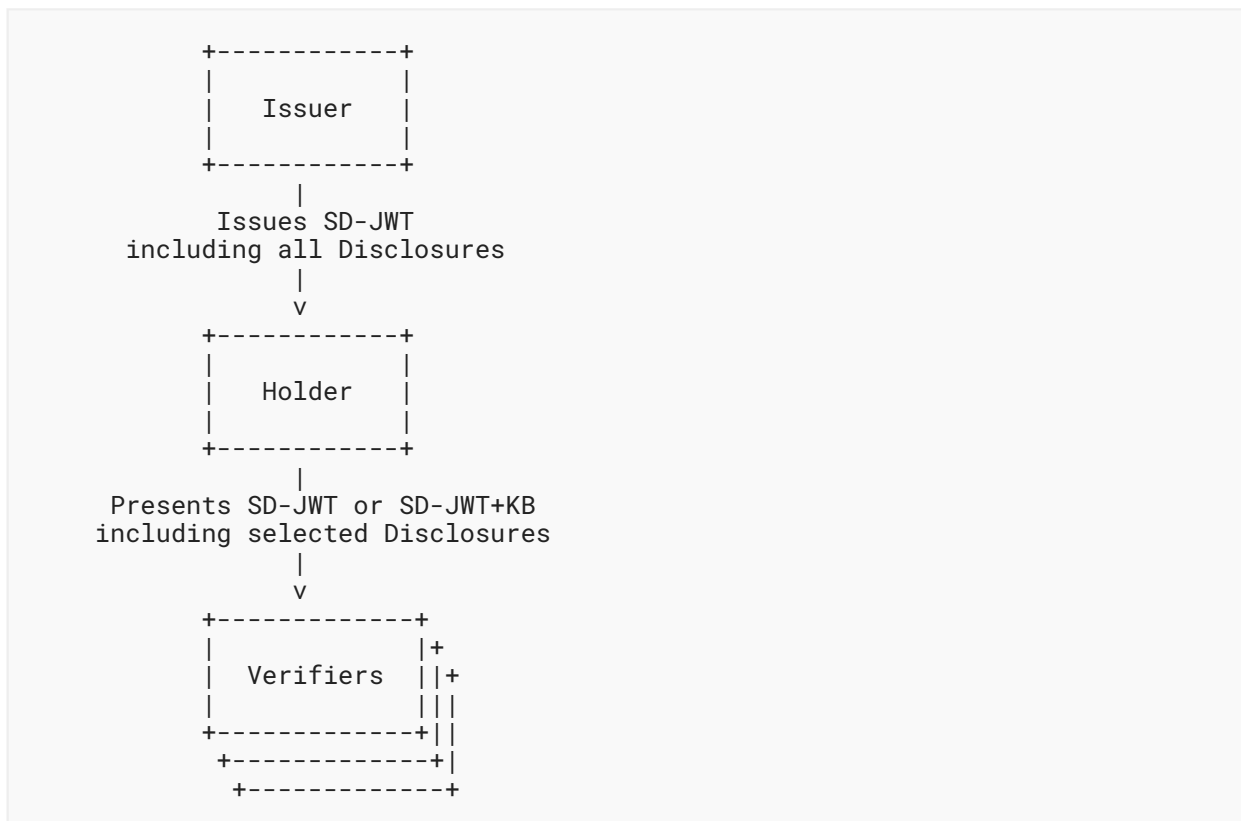 Issuer
Issues SD-JWT
including all Disclosures
v
Holder
Presents SD-JWT or SD-JWT+KB
including selected Disclosures
v
Verifiers